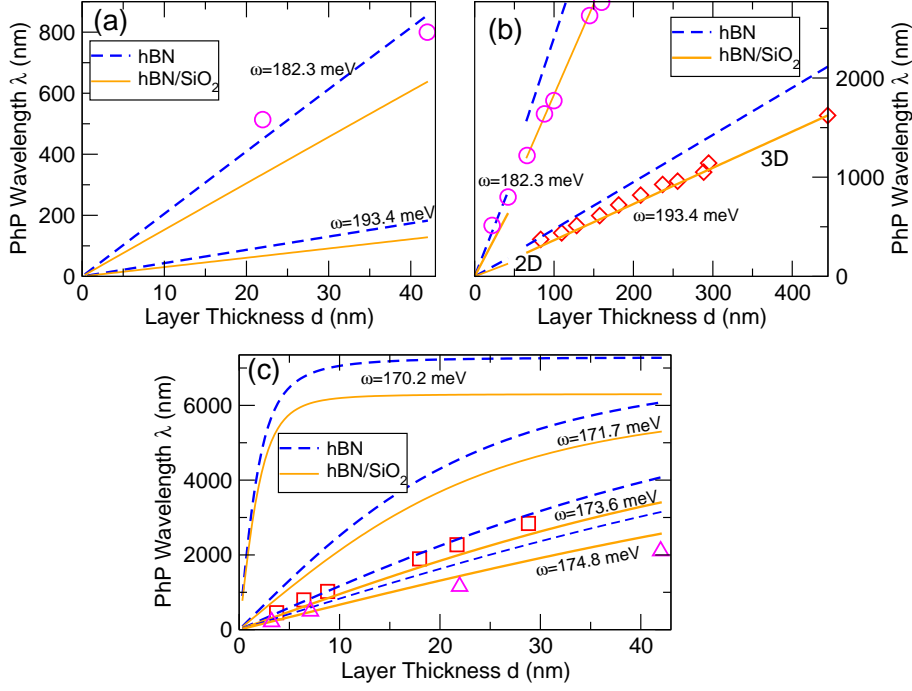 (a)
800
600
400
200
0
PhP Wavelength λ (nm)
hBN
hBN/SiO2
ω=182.3 meV
ω=193.4 meV
0 10 20 30 40
Layer Thickness d (nm)
(b)
hBN
hBN/SiO2
ω=182.3 meV
ω=193.4 meV
2D
3D
2000
1000
0
PhP Wavelength λ (nm)
0 100 200 300 400
Layer Thickness d (nm)
(c)
6000
4000
2000
0
PhP Wavelength λ (nm)
ω=170.2 meV
hBN
hBN/SiO2
ω=171.7 meV
ω=173.6 meV
ω=174.8 meV
0 10 20 30 40
Layer Thickness d (nm)